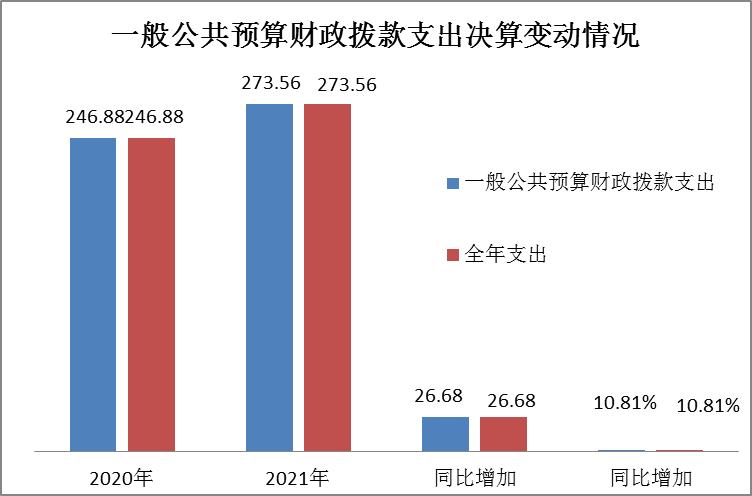 一般公共预算财政拨款支出决算变动情况
246.88 246.88
273.56 273.56
26.68 26.68
10.81% 10.81%
一般公共预算财政拨款支出
全年支出
2020年 2021年 同比增加 同比增加